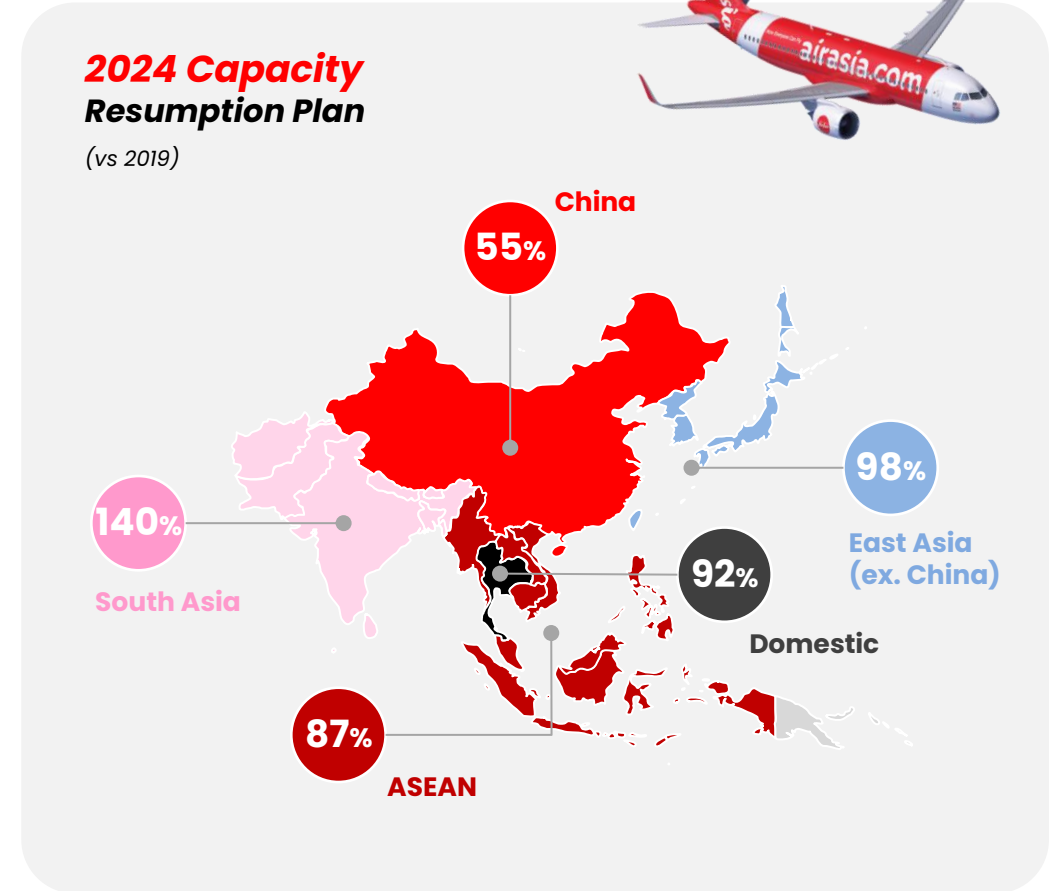 2024 Capacity
Resumption Plan
(vs 2019)
airasia.com
China
55%
98%
East Asia
(ex. China)
140%
South Asia
92%
Domestic
87%
ASEAN